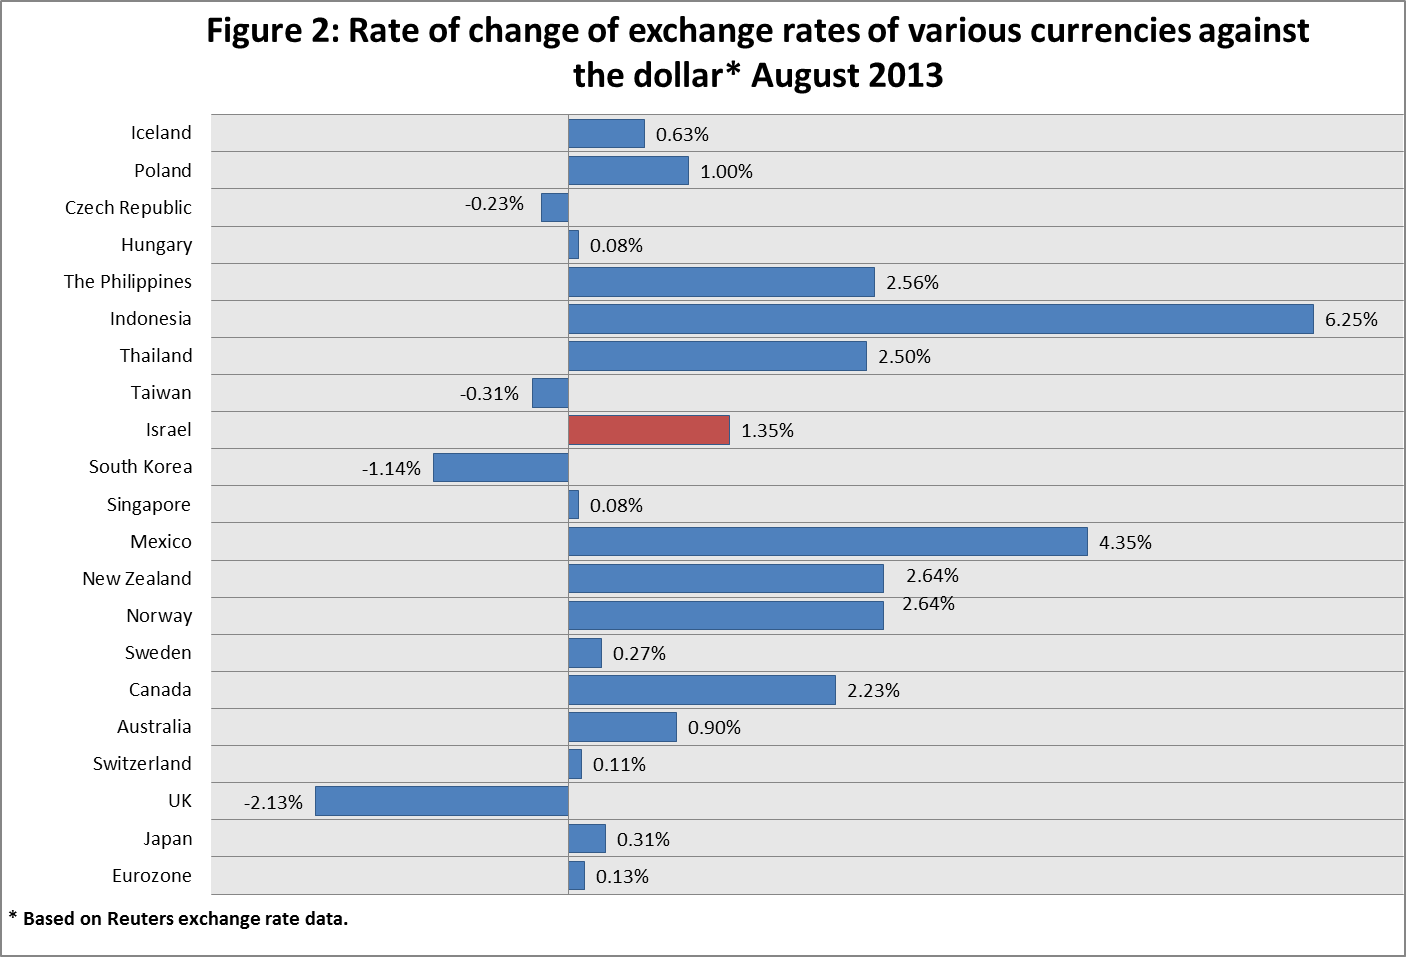 Figure 2: Rate of change of exchange rates of various currencies against
the dollar* August 2013
Iceland 0.63%
Poland 1.00%
Czech Republic -0.23%
Hungary 0.08%
The Philippines 2.56%
Indonesia 6.25%
Thailand 2.50%
Taiwan -0.31%
Israel 1.35%
South Korea -1.14%
Singapore 0.08%
Mexico 4.35%
New Zealand 2.64%
Norway 2.64%
Sweden 0.27%
Canada 2.23%
Australia 0.90%
Switzerland 0.11%
UK -2.13%
Japan 0.31%
Eurozone 0.13%
* Based on Reuters exchange rate data.